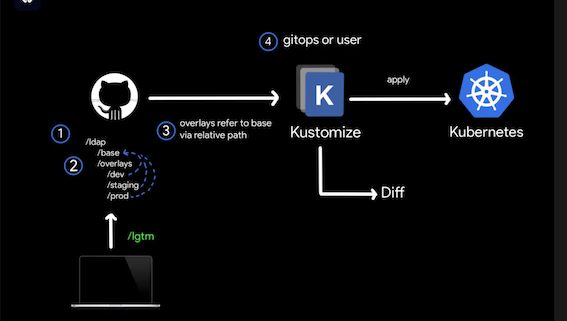 4 gitops or user
apply
K
Kustomize
Kubernetes
1
3 overlays refer to base
via relative path
/ldap
/base
2 /overlays
/dev
/staging
/prod
Diff
/lgtm